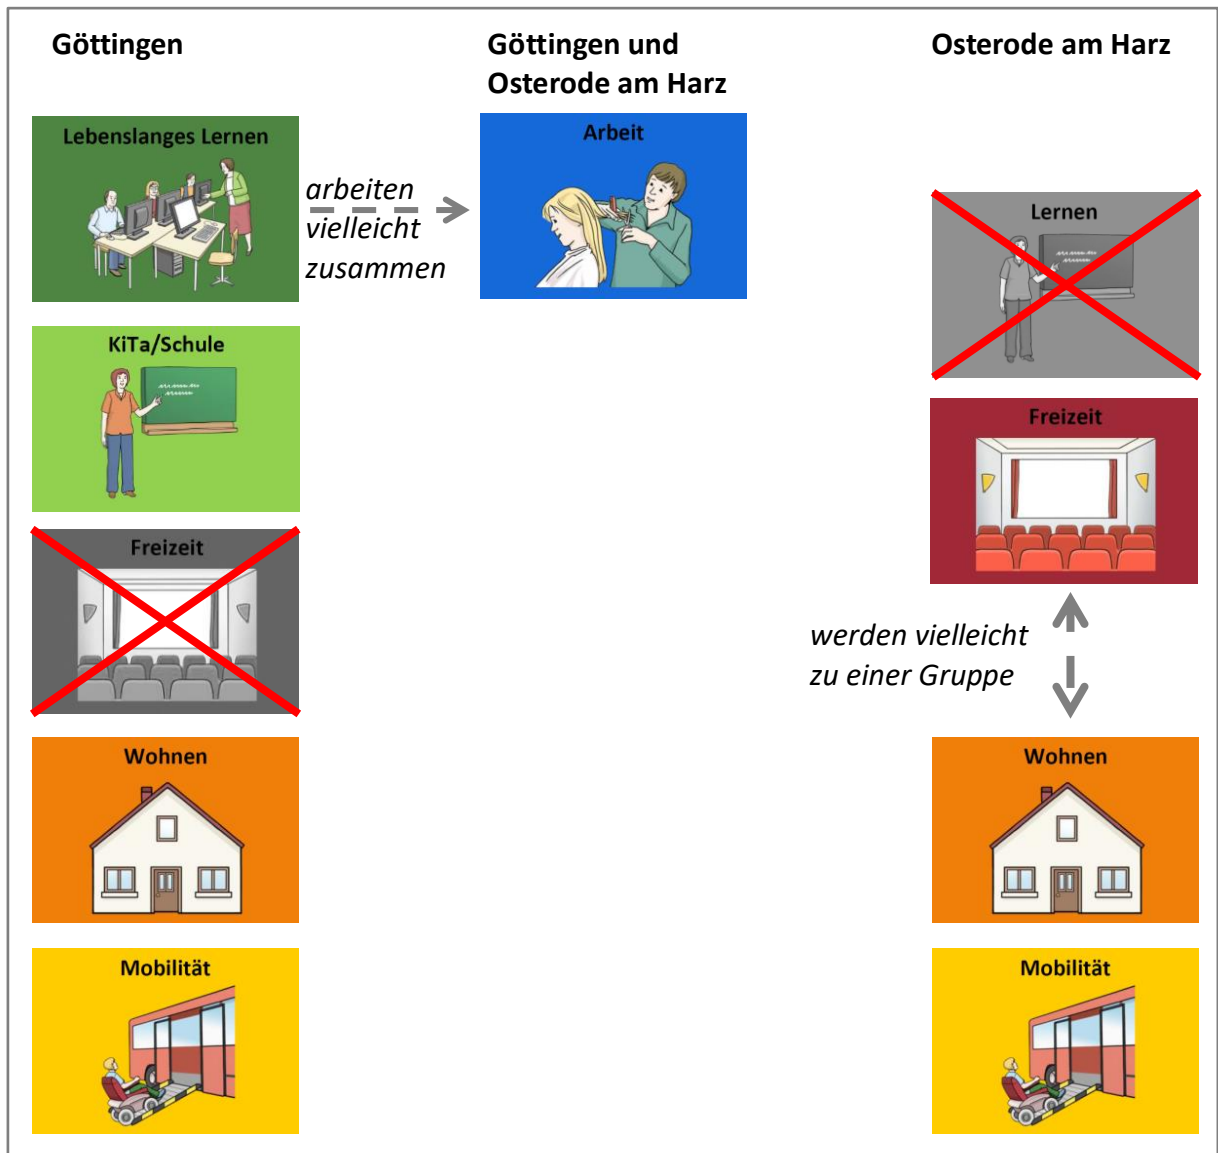 Göttingen
Göttingen und
Osterode am Harz
Osterode am Harz
Lebenslanges Lernen
arbeiten
vielleicht
zusammen
Arbeit
Lernen
KiTa/Schule
Freizeit
Freizeit
werden vielleicht
zu einer Gruppe
Wohnen
Wohnen
Mobilität
Mobilität